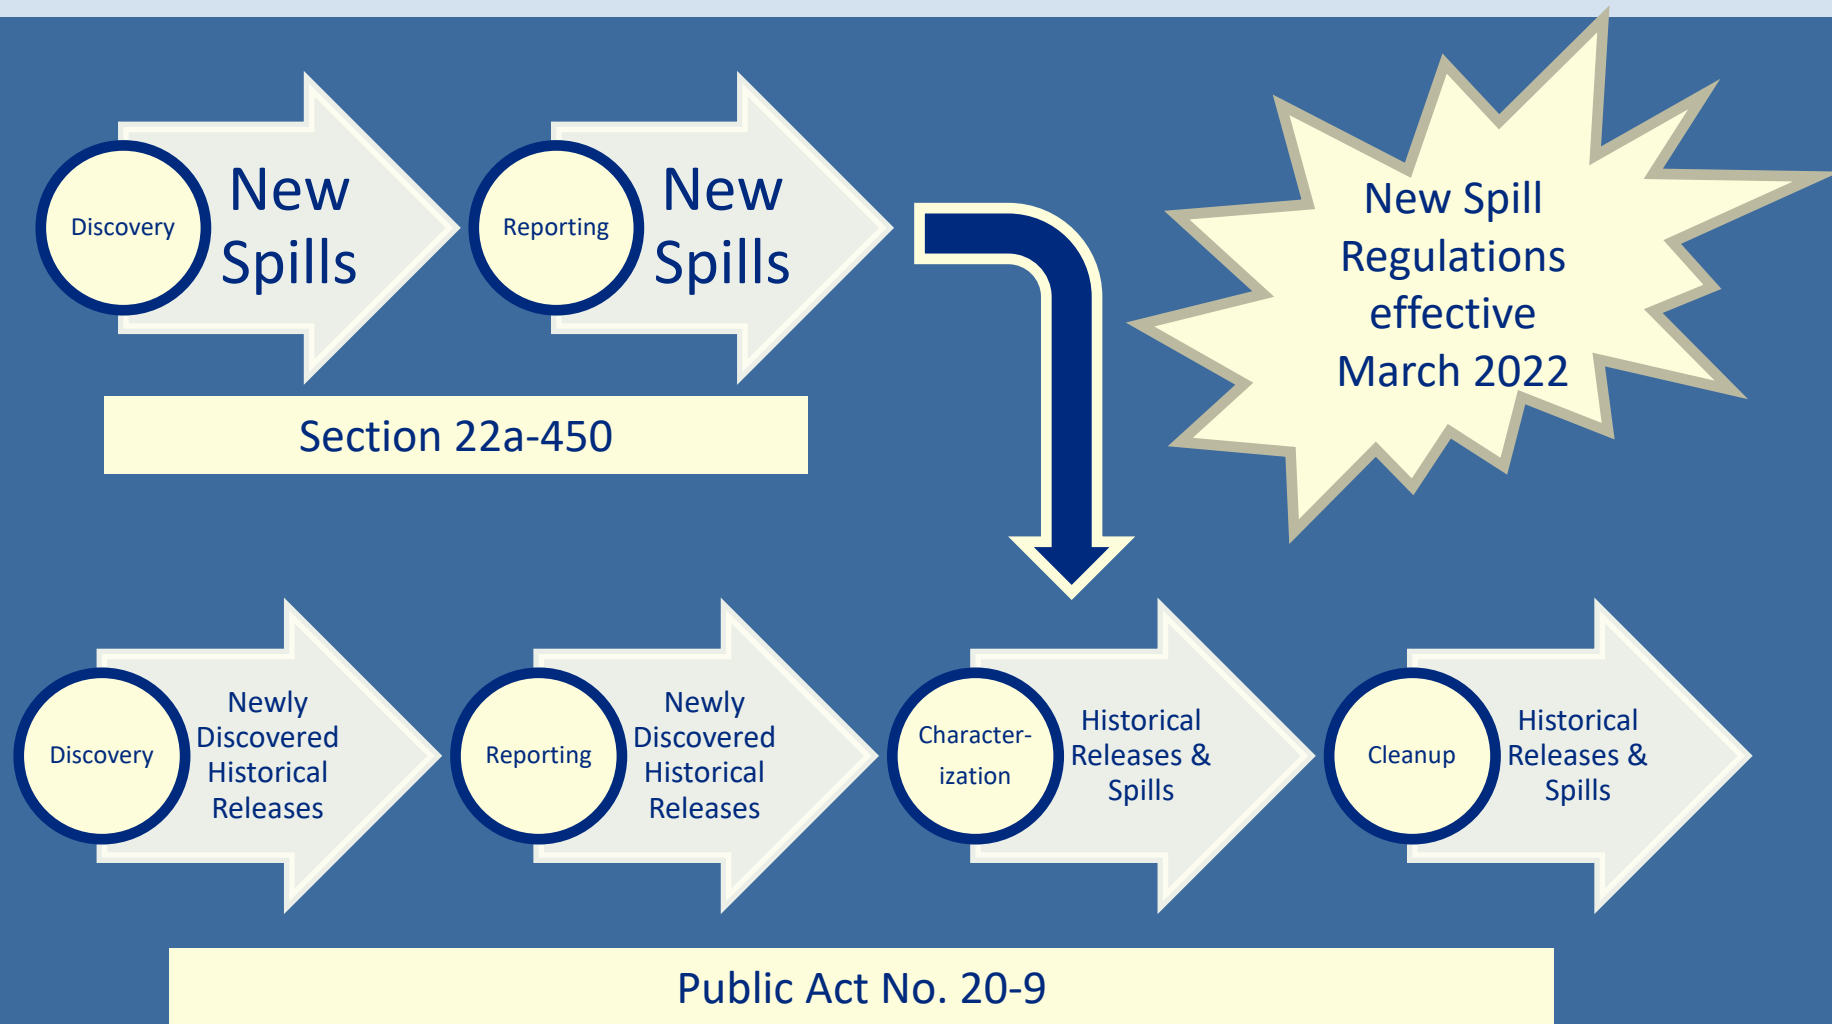 Discovery
New
Spills
Reporting
New
Spills
New Spill
Regulations
effective
March 2022
Section 22a-450
Discovery
Newly
Discovered
Historical
Releases
Reporting
Newly
Discovered
Historical
Releases
Character-
ization
Historical
Releases &
Spills
Cleanup
Historical
Releases &
Spills
Public Act No. 20-9